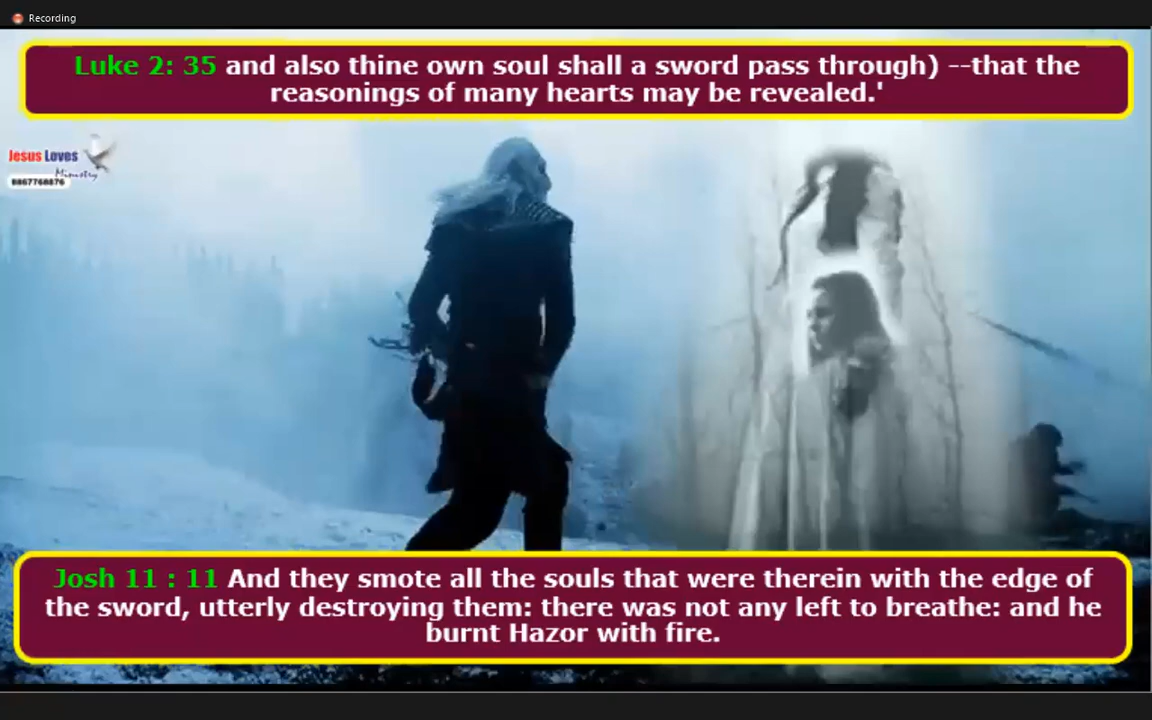 Recording
Luke 2: 35 and also thine own soul shall a sword pass through) --that the
reasonings of many hearts may be revealed.'
Jesus Loves
Ministry
8867768876
Josh 11 : 11 And they smote all the souls that were therein with the edge of
the sword, utterly destroying them: there was not any left to breathe: and he
burnt Hazor with fire.